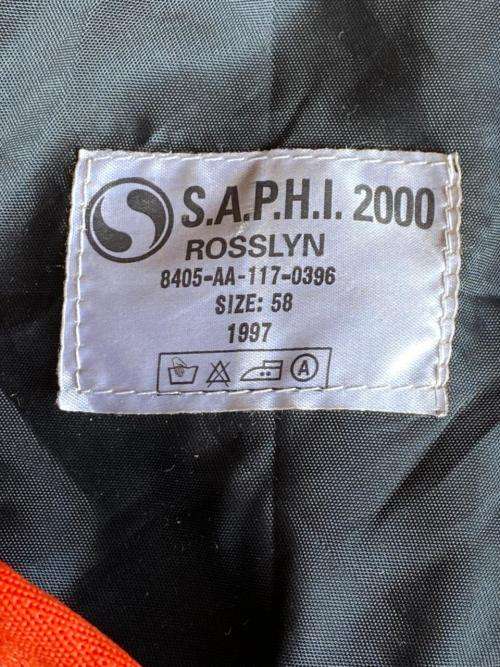 S.A.P.H.I. 2000
ROSSLYN
8405-AA-117-0396
SIZE: 58
1997
A